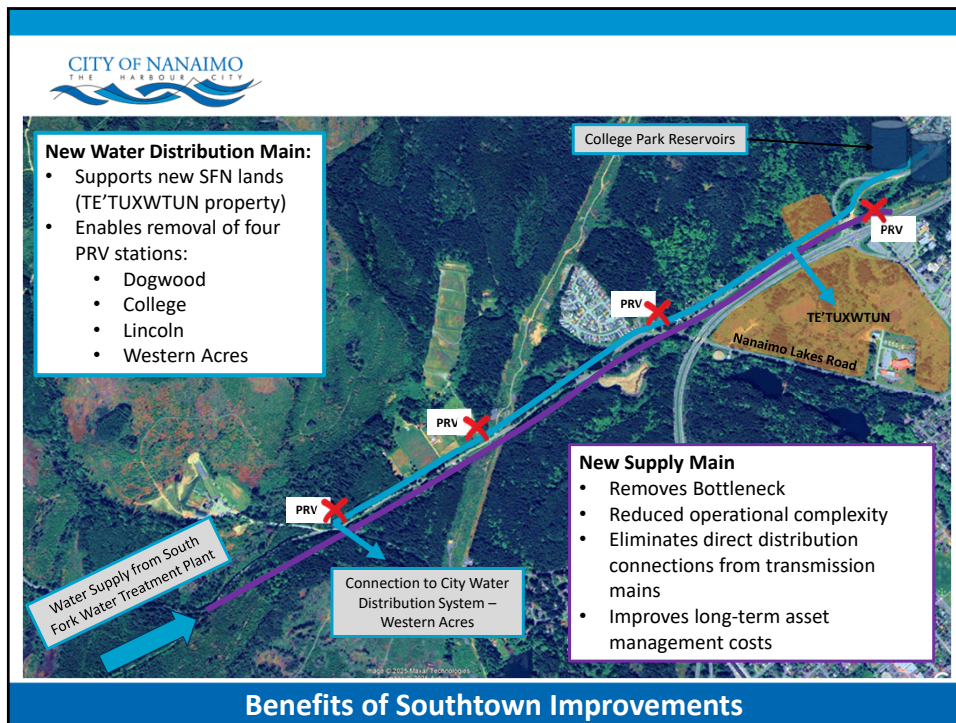 CITY OF NANAIMO
THE HARBOUR CITY
New Water Distribution Main:
• Supports new SFN lands
(TE'TUXWTUN property)
• Enables removal of four
PRV stations:
• Dogwood
• College
• Lincoln
• Western Acres
College Park Reservoirs
PRV
PRV
TE'TUXWTUN
Nanaimo Lakes Road
PRV
PRV
Water Supply from South
Fork Water Treatment Plant
Connection to City Water
Distribution System –
Western Acres
New Supply Main
• Removes Bottleneck
• Reduced operational complexity
• Eliminates direct distribution
connections from transmission
mains
• Improves long-term asset
management costs
Image © 2025 Maxar Technologies
Benefits of Southtown Improvements